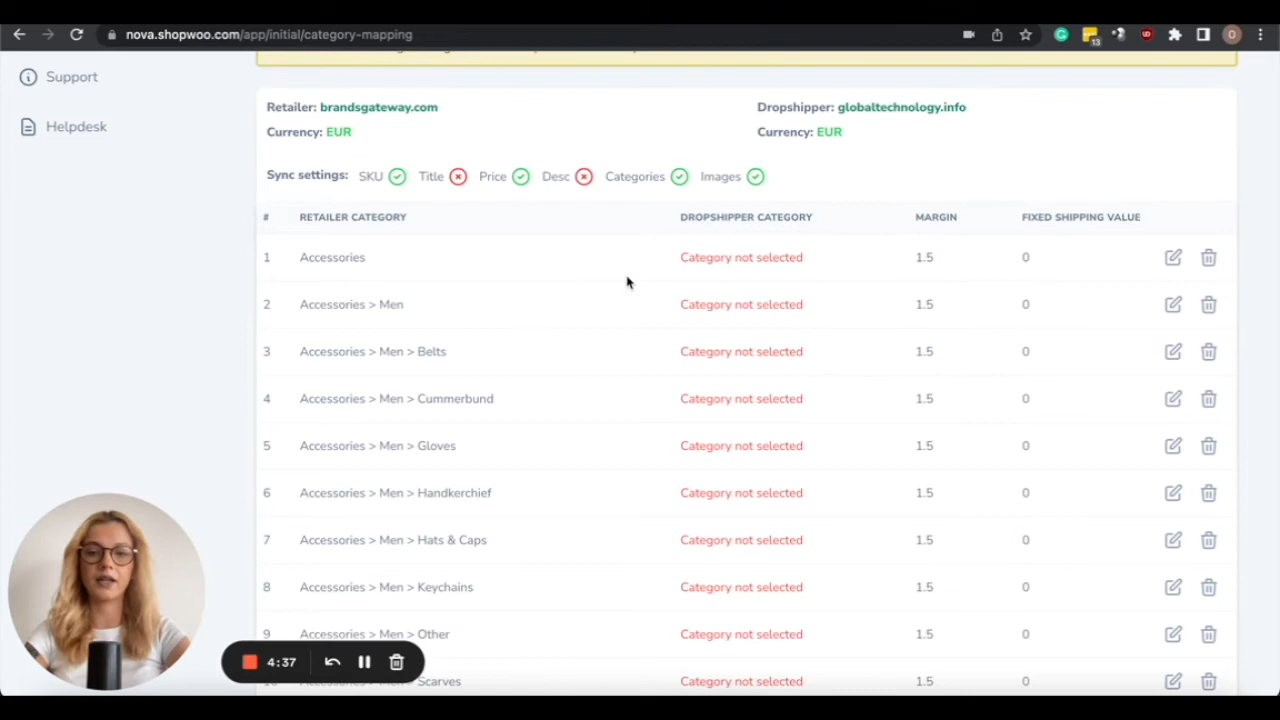 nova.shopwoo.com/app/initial/category-mapping
13
O
Support
Helpdesk
Retailer: brandsgateway.com
Currency: EUR
Dropshipper: globaltechnology.info
Currency: EUR
Sync settings: SKU Title Price Desc Categories Images
# RETAILER CATEGORY DROPSHIPPER CATEGORY MARGIN FIXED SHIPPING VALUE
1 Accessories Category not selected 1.5 0
2 Accessories > Men Category not selected 1.5 0
3 Accessories > Men > Belts Category not selected 1.5 0
4 Accessories > Men > Cummerbund Category not selected 1.5 0
5 Accessories > Men > Gloves Category not selected 1.5 0
6 Accessories > Men > Handkerchief Category not selected 1.5 0
7 Accessories > Men > Hats & Caps Category not selected 1.5 0
8 Accessories > Men > Keychains Category not selected 1.5 0
9 Accessories > Men > Other Category not selected 1.5 0
Scarves Category not selected 1.5 0
4:37